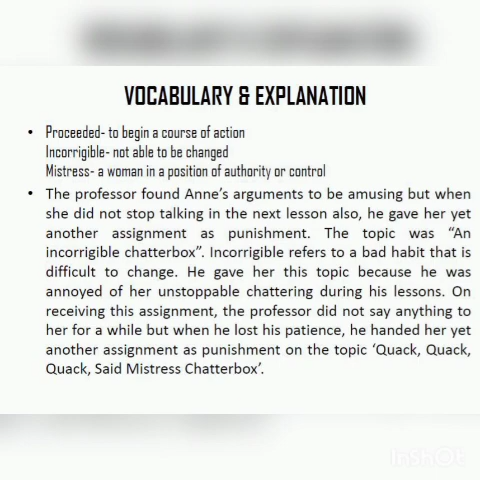 VOCABULARY & EXPLANATION
• Proceeded- to begin a course of action
Incorrigible- not able to be changed
Mistress- a woman in a position of authority or control
• The professor found Anne's arguments to be amusing but when
she did not stop talking in the next lesson also, he gave her yet
another assignment as punishment. The topic was “An
incorrigible chatterbox”. Incorrigible refers to a bad habit that is
difficult to change. He gave her this topic because he was
annoyed of her unstoppable chattering during his lessons. On
receiving this assignment, the professor did not say anything to
her for a while but when he lost his patience, he handed her yet
another assignment as punishment on the topic ‘Quack, Quack,
Quack, Said Mistress Chatterbox’.
InShOt